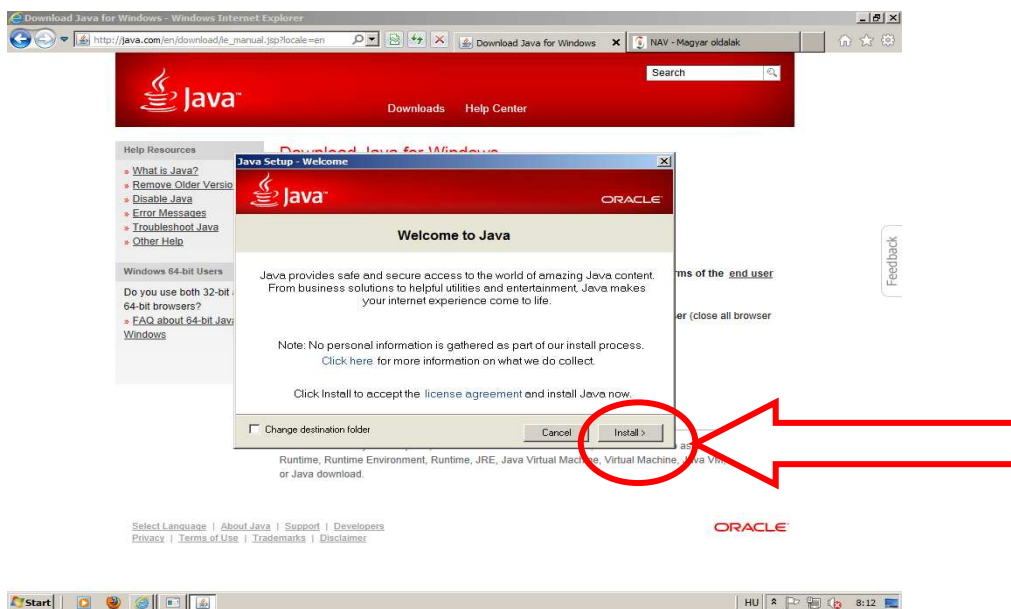 Download Java for Windows - Windows Internet Explorer
http://java.com/en/download/ie_manual.jsp?locale=en
Download Java for Windows
NAV - Magyar oldalak
Java™
Search
Downloads Help Center
Help Resources
» What is Java?
» Remove Older Versio
» Disable Java
» Error Messages
» Troubleshoot Java
» Other Help
Windows 64-bit Users
Do you use both 32-bit
64-bit browsers?
» FAQ about 64-bit Java
Windows
Download Java for Windows
Java Setup - Welcome
Java™
ORACLE
Welcome to Java
Java provides safe and secure access to the world of amazing Java content.
From business solutions to helpful utilities and entertainment, Java makes
your internet experience come to life.
Note: No personal information is gathered as part of our install process.
Click here for more information on what we do collect.
Click Install to accept the license agreement and install Java now.
Change destination folder
Cancel
Install >
rms of the end user
er (close all browser
Feedback
Runtime, Runtime Environment, Runtime, JRE, Java Virtual Machine, Virtual Machine, Java VM,
or Java download.
Select Language | About Java | Support | Developers
Privacy | Terms of Use | Trademarks | Disclaimer
ORACLE
Start
HU
8:12